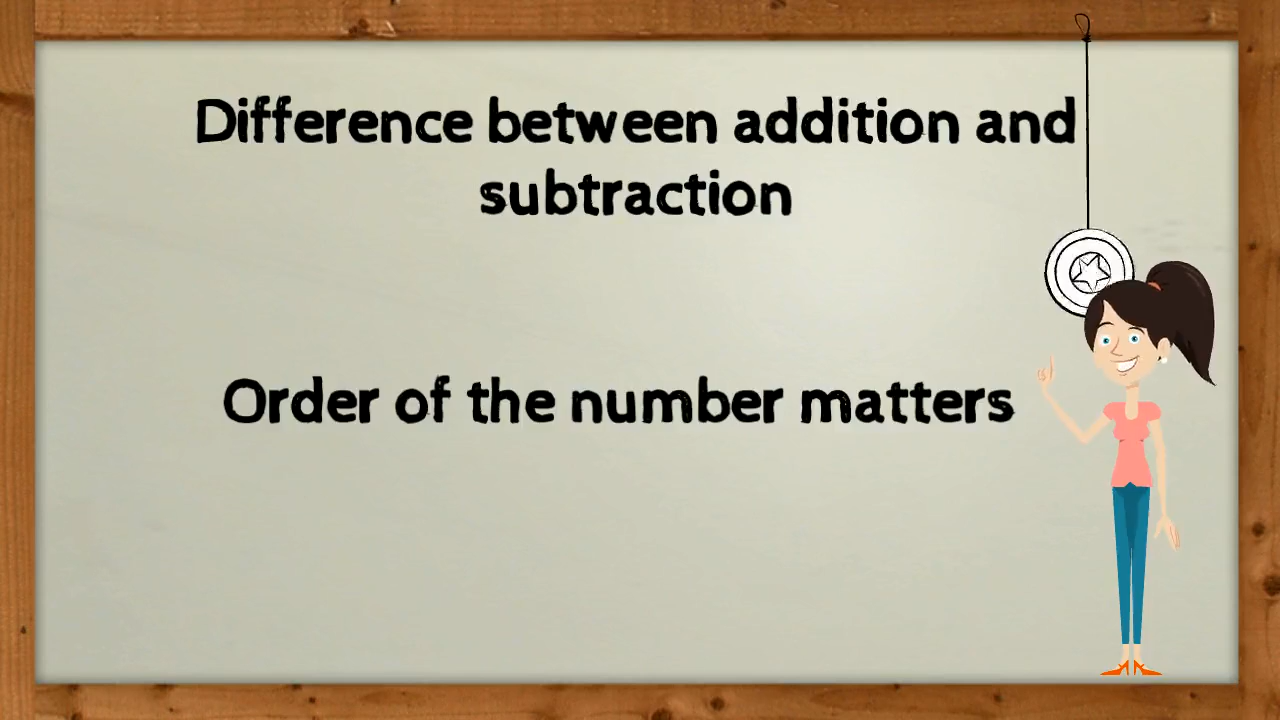 Difference between addition and
subtraction
Order of the number matters